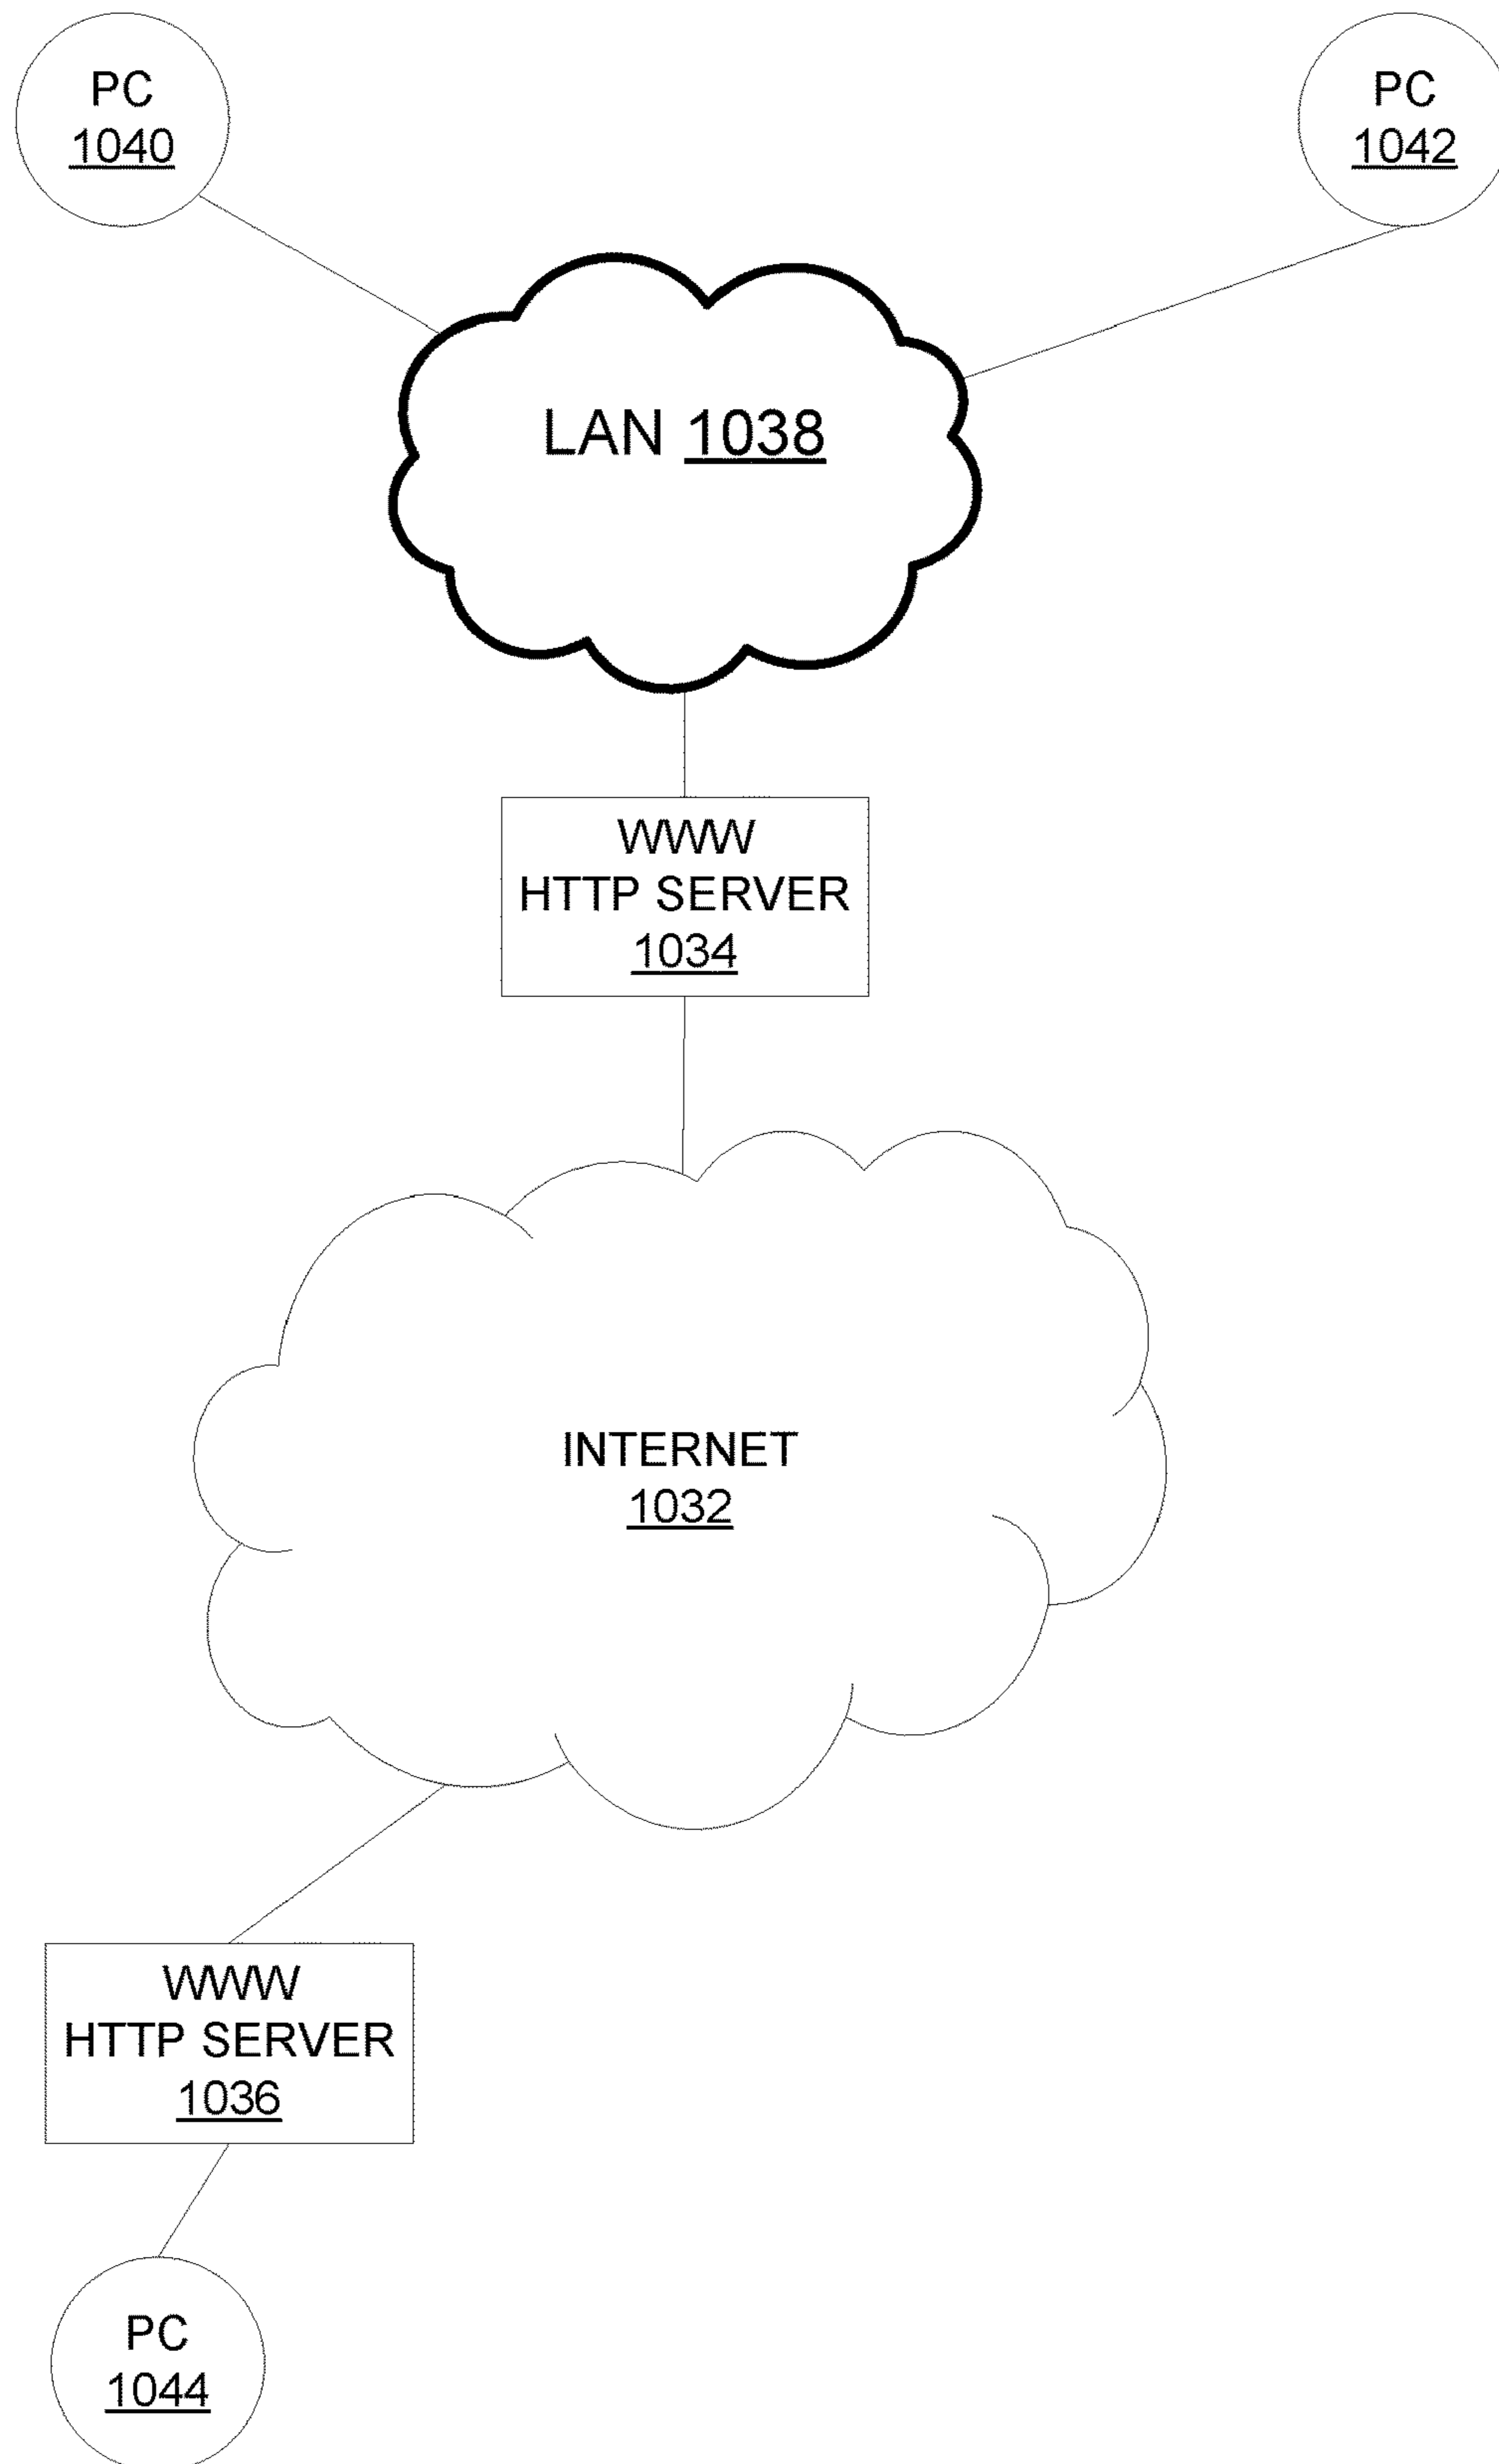 PC
1040
PC
1042
LAN 1038
WWW
HTTP SERVER
1034
INTERNET
1032
WWW
HTTP SERVER
1036
PC
1044